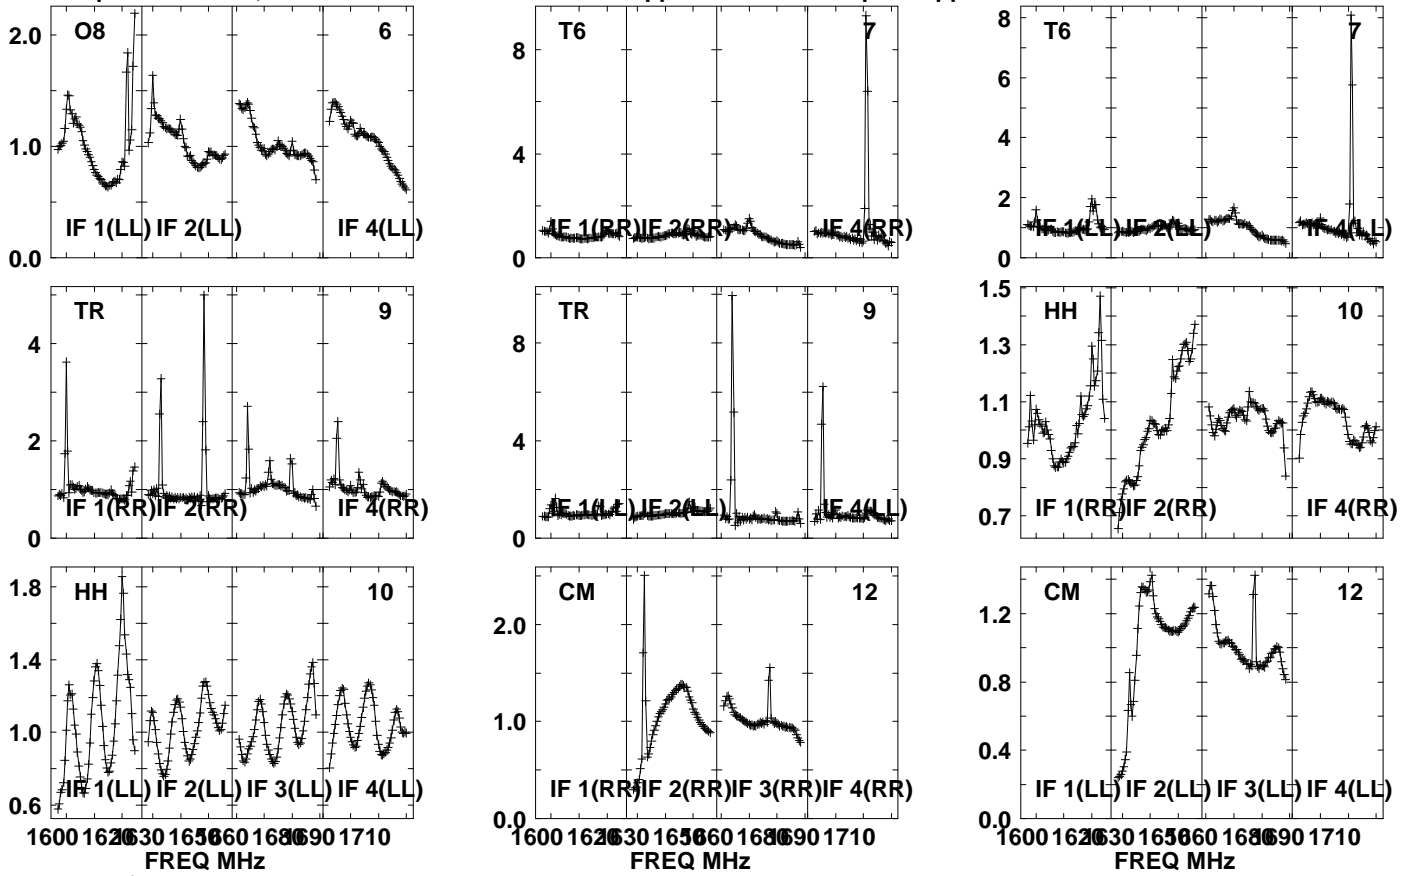 O8 6
2.0
1.0
0.0
IF 1(LL) IF 2(LL) IF 4(LL)
T6 7
8
4
0
IF 1(RR) IF 2(RR) IF 4(RR)
T6 7
8
6
4
2
0
IF 1(LL) IF 2(LL) IF 4(LL)
TR 9
4
2
0
IF 1(RR) IF 2(RR) IF 4(RR)
TR 9
8
4
0
IF 1(LL) IF 2(LL) IF 4(LL)
HH 10
1.5
1.3
1.1
0.9
0.7
IF 1(RR) IF 2(RR) IF 4(RR)
HH 10
1.8
1.4
1.0
0.6
IF 1(LL) IF 2(LL) IF 3(LL) IF 4(LL)
1600 1620 1630 1650 1660 1680 1690 1710
FREQ MHz
CM 12
2.0
1.0
0.0
IF 1(RR) IF 2(RR) IF 3(RR) IF 4(RR)
1600 1620 1630 1650 1660 1680 1690 1710
FREQ MHz
CM 12
1.2
0.8
0.4
0.0
IF 1(LL) IF 2(LL) IF 3(LL) IF 4(LL)
1600 1620 1630 1650 1660 1680 1690 1710
FREQ MHz